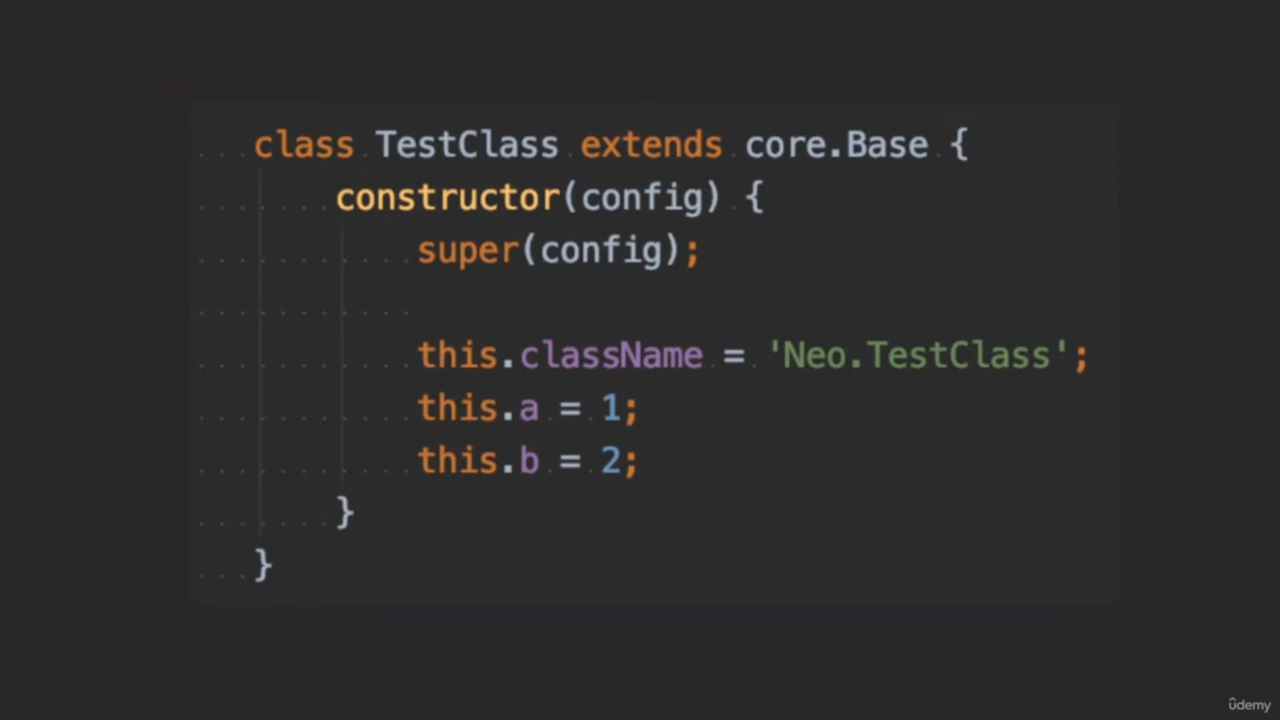 class TestClass extends core.Base {
constructor(config) {
super(config);
this.className = 'Neo.TestClass';
this.a = 1;
this.b = 2;
}
}
ûdemy